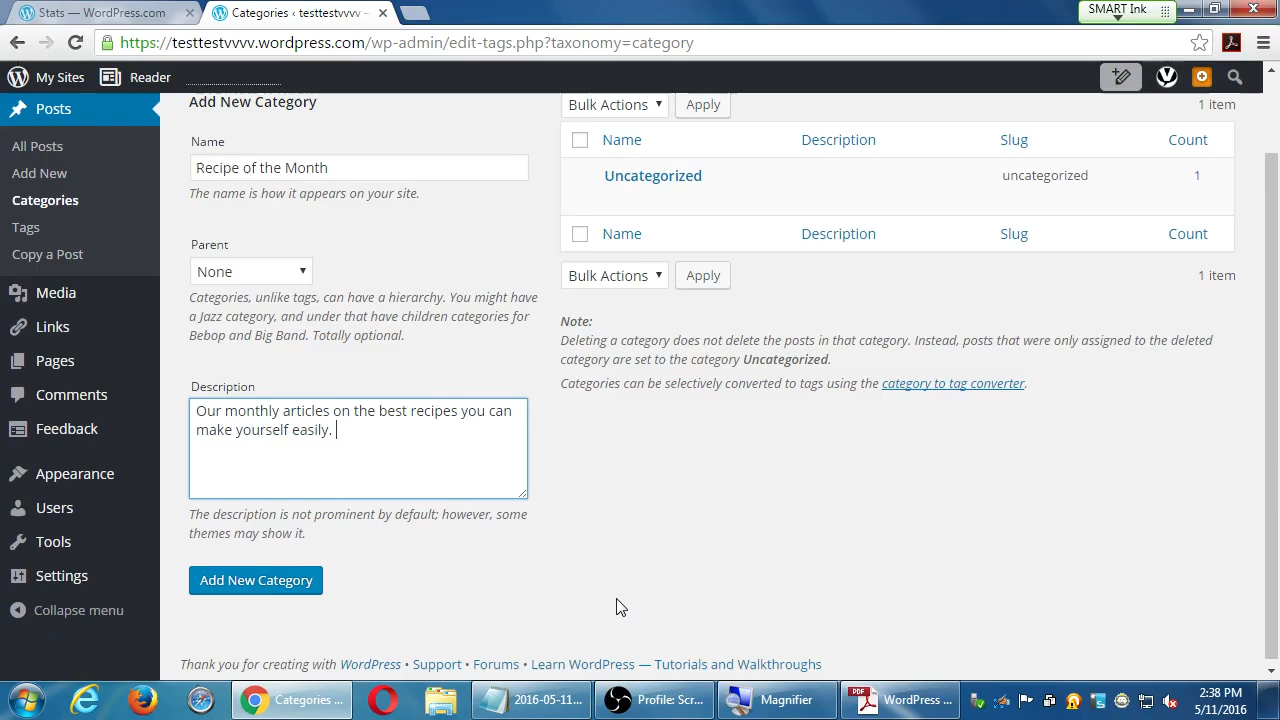 Stats — WordPress.com
Categories ‹ testtestvvvv –
SMART Ink
https://testtestvvvv.wordpress.com/wp-admin/edit-tags.php?taxonomy=category
My Sites
Reader
Posts
All Posts
Add New
Categories
Tags
Copy a Post
Media
Links
Pages
Comments
Feedback
Appearance
Users
Tools
Settings
Collapse menu
Add New Category
Name
Recipe of the Month
The name is how it appears on your site.
Parent
None
Categories, unlike tags, can have a hierarchy. You might have
a Jazz category, and under that have children categories for
Bebop and Big Band. Totally optional.
Description
Our monthly articles on the best recipes you can
make yourself easily.
The description is not prominent by default; however, some
themes may show it.
Add New Category
Bulk Actions
Apply
1 item
Name Description Slug Count
Uncategorized uncategorized 1
Name Description Slug Count
Bulk Actions
Apply
1 item
Note:
Deleting a category does not delete the posts in that category. Instead, posts that were only assigned to the deleted
category are set to the category Uncategorized.
Categories can be selectively converted to tags using the category to tag converter.
Thank you for creating with WordPress • Support • Forums • Learn WordPress — Tutorials and Walkthroughs
Categories ...
2016-05-11...
Profile: Scr...
Magnifier
PDF
WordPress ...
2:38 PM
5/11/2016